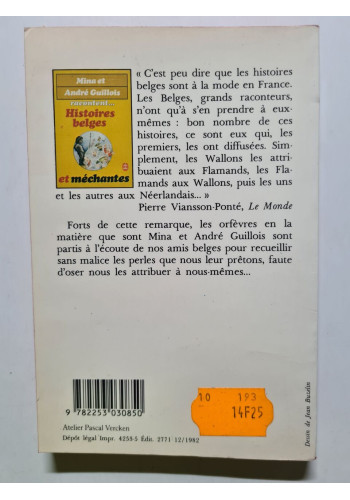 Mina et
André Guillois
racontent...
Histoires
belges
et méchantes
« C'est peu dire que les histoires
belges sont à la mode en France.
Les Belges, grands raconteurs,
n'ont qu'à s'en prendre à eux-
mêmes : bon nombre de ces
histoires, ce sont eux qui, les
premiers, les ont diffusées. Sim-
plement, les Wallons les attri-
buaient aux Flamands, les Fla-
mands aux Wallons, puis les uns
et les autres aux Néerlandais... »
Pierre Viansson-Ponté, Le Monde
Forts de cette remarque, les orfèvres en la
matière que sont Mina et André Guillois sont
partis à l'écoute de nos amis belges pour recueillir
sans malice les perles que nous leur prêtons, faute
d'oser nous les attribuer à nous-mêmes...
9 782253 030850
10 193
14F25
Atelier Pascal Vercken
Dépôt légal Impr. 4253-5 Édit. 2771 12/1982